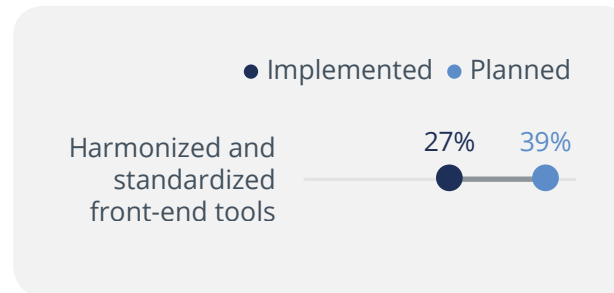 Implemented Planned
27% 39%
Harmonized and
standardized
front-end tools